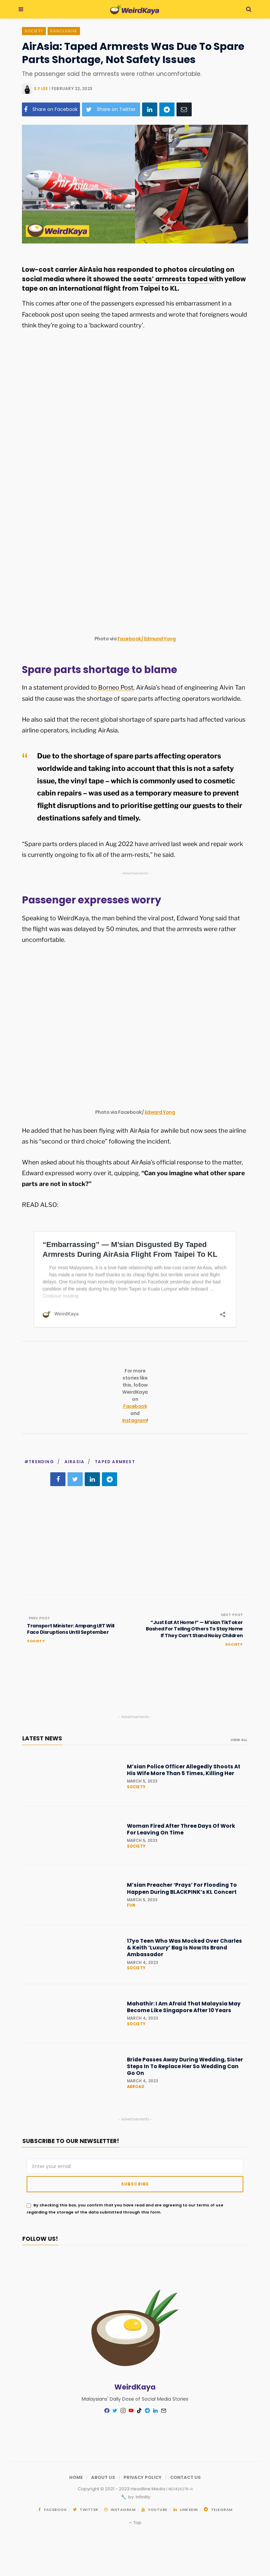 WeirdKaya
SOCIETY EXCLUSIVE
AirAsia: Taped Armrests Was Due To Spare
Parts Shortage, Not Safety Issues
The passenger said the armrests were rather uncomfortable.
S Y LEE | FEBRUARY 23, 2023
Share on Facebook
Share on Twitter
AirAsia
WeirdKaya
Low-cost carrier AirAsia has responded to photos circulating on
social media where it showed the seats’ armrests taped with yellow
tape on an international flight from Taipei to KL.
This comes after one of the passengers expressed his embarrassment in a
Facebook post upon seeing the taped armrests and wrote that foreigners would
think they’re going to a ‘backward country’.
Photo via Facebook/ Edmund Yong
Spare parts shortage to blame
In a statement provided to Borneo Post, AirAsia’s head of engineering Alvin Tan
said the cause was the shortage of spare parts affecting operators worldwide.
He also said that the recent global shortage of spare parts had affected various
airline operators, including AirAsia.
“
Due to the shortage of spare parts affecting operators
worldwide and taking into account that this is not a safety
issue, the vinyl tape – which is commonly used to cosmetic
cabin repairs – was used as a temporary measure to prevent
flight disruptions and to prioritise getting our guests to their
destinations safely and timely.
“Spare parts orders placed in Aug 2022 have arrived last week and work is
currently ongoing to fix all of the arm-rests,” he said.
- Advertisements -
Passenger expresses worry
Speaking to WeirdKaya, the man behind the viral post, Edward Yong said that
the flight was was delayed by 50 minutes, and that the armrests were rather
uncomfortable.
Photo via Facebook/ Edward Yong
He added that he has been flying with AirAsia for awhile but now sees the airline
as his “second or third choice” following the incident.
When asked about his thoughts about AirAsia’s official response to the matter,
Edward expressed worry over it, quipping, “Can you imagine what other spare
parts are not in stock?”
READ ALSO:
“Embarrassing” — M’sian Disgusted By Taped
Armrests During AirAsia Flight From Taipei To KL
For most Malaysians, I bet we have a love-hate relationship with low-cost carrier AirAsia, which
has made a name for itself thanks to its cheap flights but terrible service and flight
delays. One Kuching man recently complained on Facebook yesterday about the bad
condition of the seats during his trip from Taipei to Kuala Lumpur while onboard ...
Continue reading
WeirdKaya
For more
stories like
this, follow
WeirdKaya
on
Facebook
and
Instagram!
#TRENDING / AIRASIA / TAPED ARMREST
PREV POST
Transport Minister: Ampang LRT Will
Face Disruptions Until September
SOCIETY
NEXT POST
“Just Eat At Home!” — M’sian TikToker
Bashed For Telling Others To Stay Home
If They Can’t Stand Noisy Children
SOCIETY
- Advertisements -
LATEST NEWS
VIEW ALL
M’sian Police Officer Allegedly Shoots At
His Wife More Than 5 Times, Killing Her
MARCH 5, 2023
SOCIETY
Woman Fired After Three Days Of Work
For Leaving On Time
MARCH 5, 2023
SOCIETY
M’sian Preacher ‘Prays’ For Flooding To
Happen During BLACKPINK’s KL Concert
MARCH 5, 2023
FUN
17yo Teen Who Was Mocked Over Charles
& Keith ‘Luxury’ Bag Is Now Its Brand
Ambassador
MARCH 4, 2023
SOCIETY
Mahathir: I Am Afraid That Malaysia May
Become Like Singapore After 10 Years
MARCH 4, 2023
SOCIETY
Bride Passes Away During Wedding, Sister
Steps In To Replace Her So Wedding Can
Go On
MARCH 4, 2023
ABROAD
- Advertisements -
SUBSCRIBE TO OUR NEWSLETTER!
Enter your email
SUBSCRIBE
By checking this box, you confirm that you have read and are agreeing to our terms of use
regarding the storage of the data submitted through this form.
FOLLOW US!
WeirdKaya
Malaysians' Daily Dose of Social Media Stories
HOME ABOUT US PRIVACY POLICY CONTACT US
Copyright © 2021 - 2023 Headline Media
by Infinity
FACEBOOK TWITTER INSTAGRAM YOUTUBE LINKEDIN TELEGRAM
Top